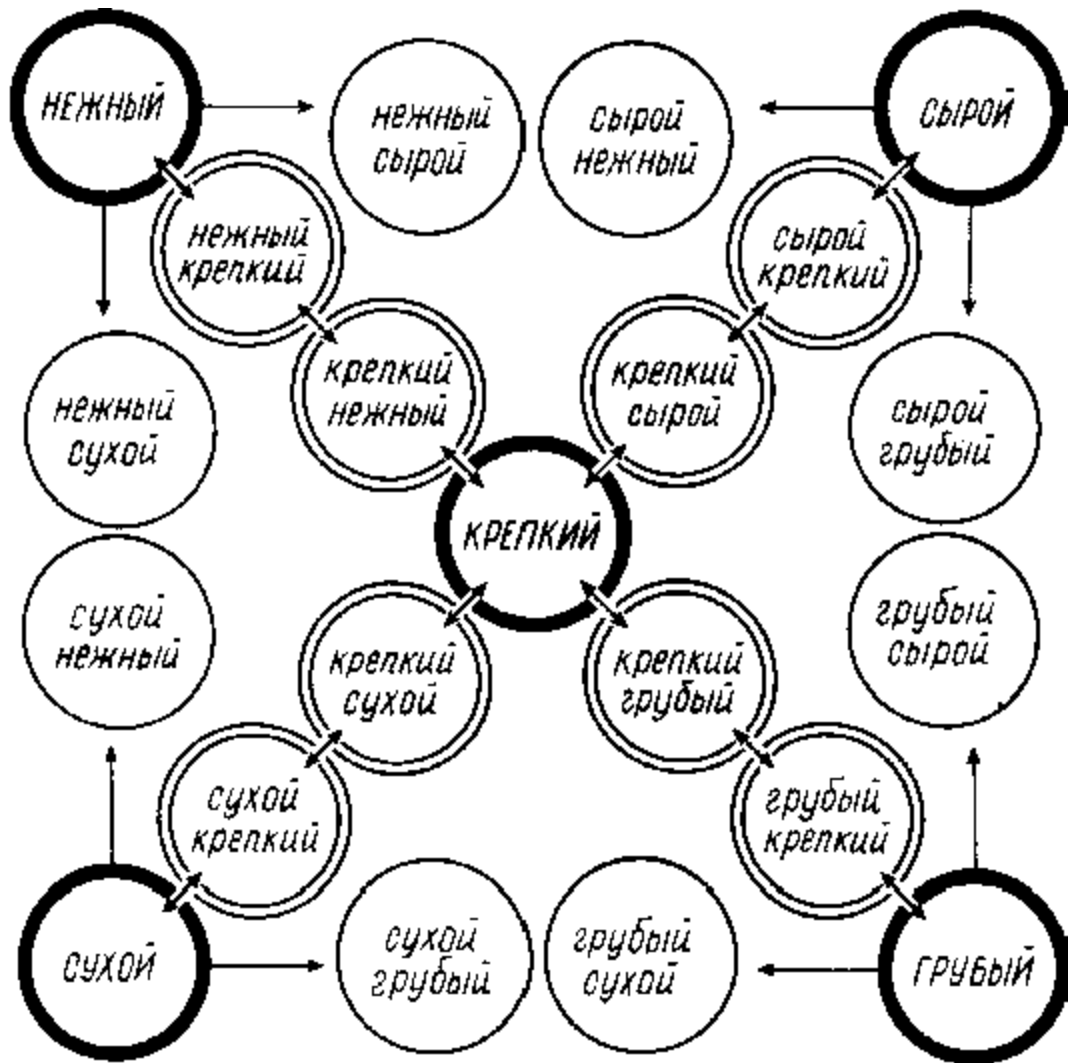 НЕЖНЫЙ
нежный
сырой
сырой
нежный
СЫРОЙ
нежный
крепкий
сырой
крепкий
крепкий
нежный
крепкий
сырой
нежный
сухой
сырой
грубый
КРЕПКИЙ
сухой
нежный
грубый
сырой
крепкий
сухой
крепкий
грубый
сухой
крепкий
грубый
крепкий
СУХОЙ
сухой
грубый
грубый
сухой
ГРУБЫЙ